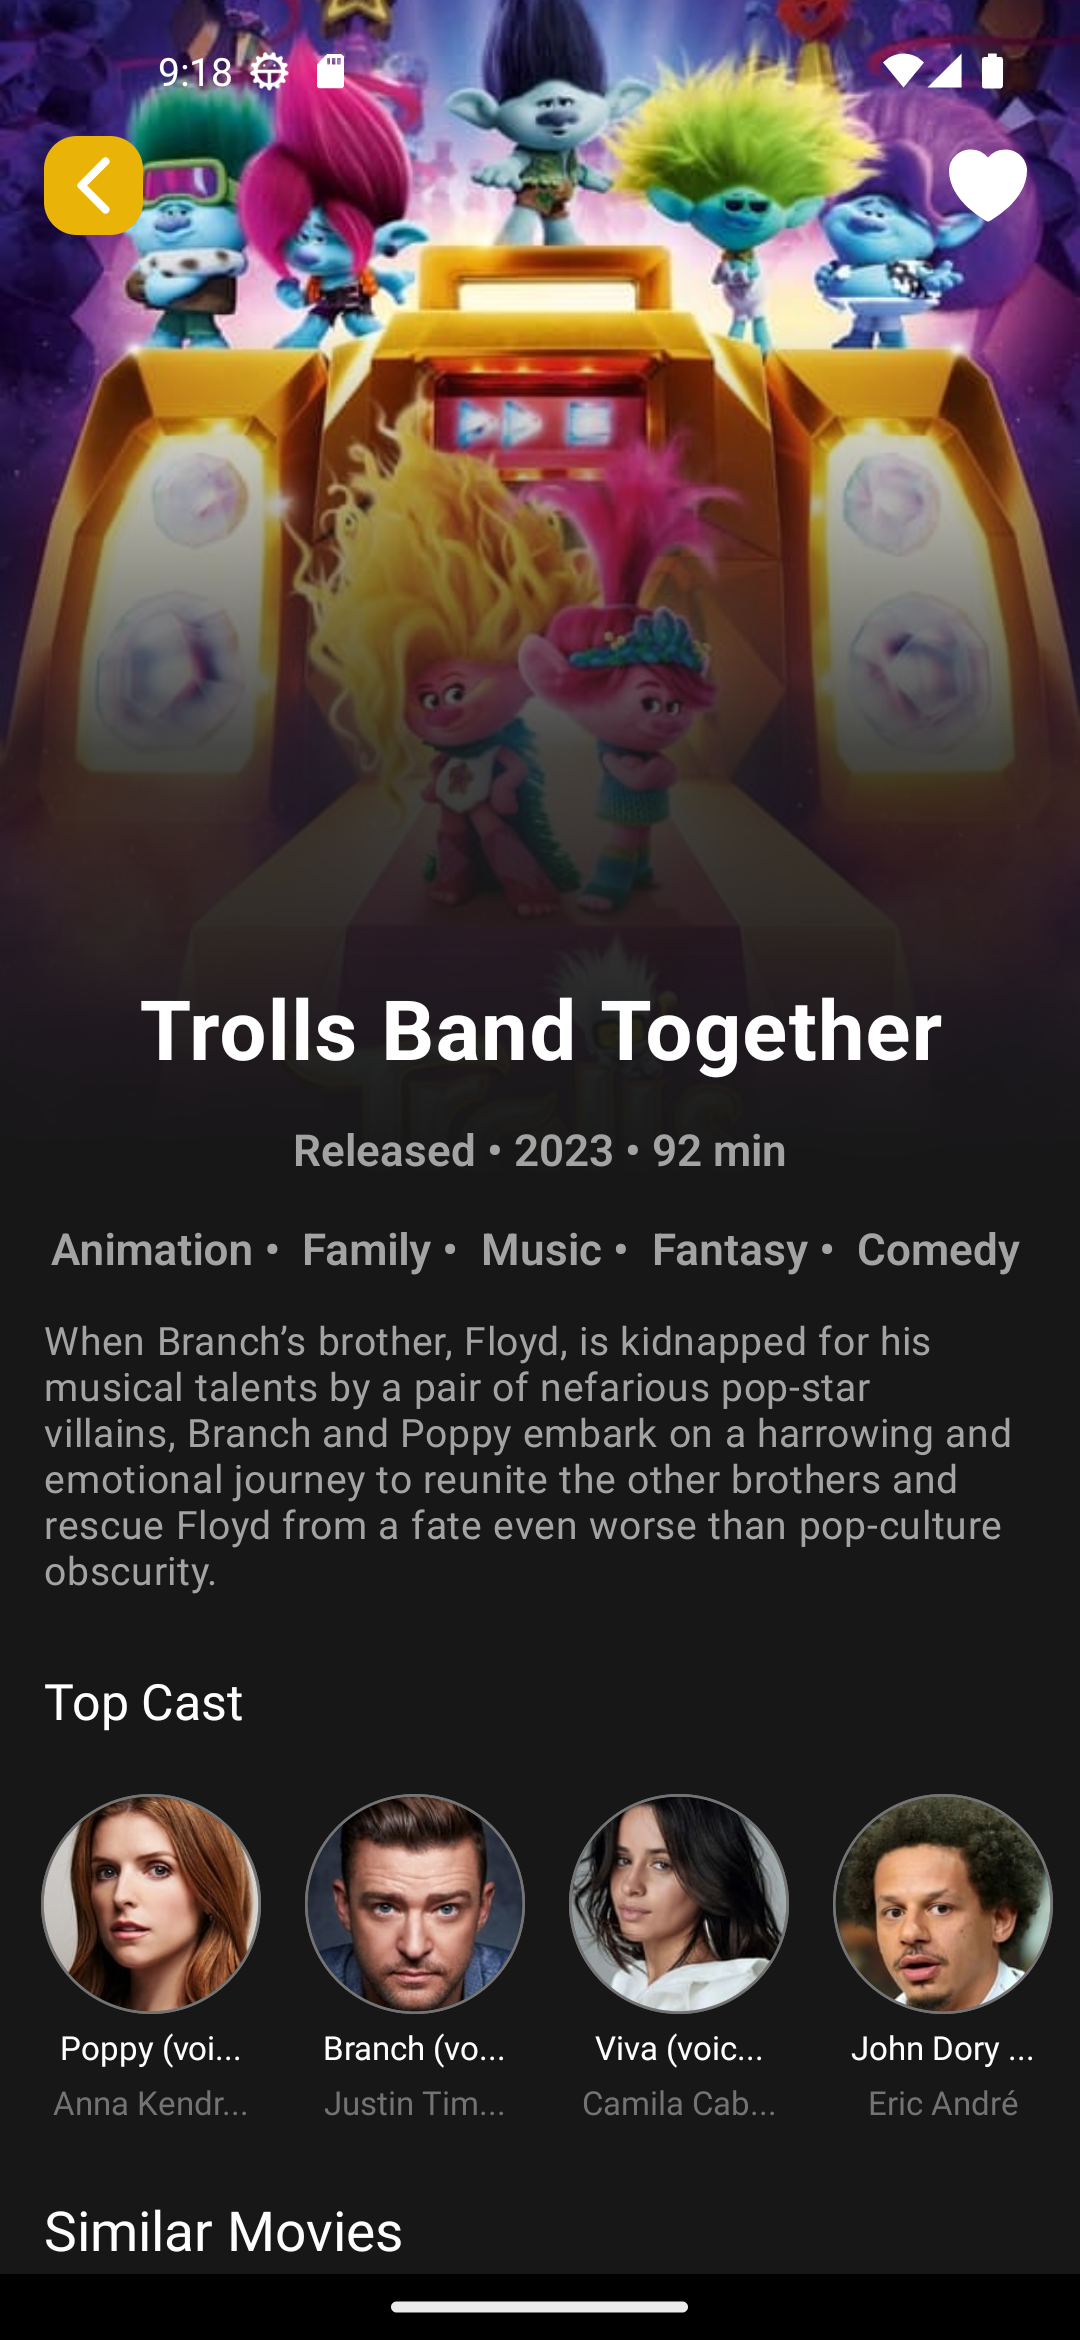 9:18
Trolls Band Together
Released • 2023 • 92 min
Animation • Family • Music • Fantasy • Comedy
When Branch’s brother, Floyd, is kidnapped for his
musical talents by a pair of nefarious pop-star
villains, Branch and Poppy embark on a harrowing and
emotional journey to reunite the other brothers and
rescue Floyd from a fate even worse than pop-culture
obscurity.
Top Cast
Poppy (voi...
Anna Kendr...
Branch (vo...
Justin Tim...
Viva (voic...
Camila Cab...
John Dory ...
Eric André
Similar Movies